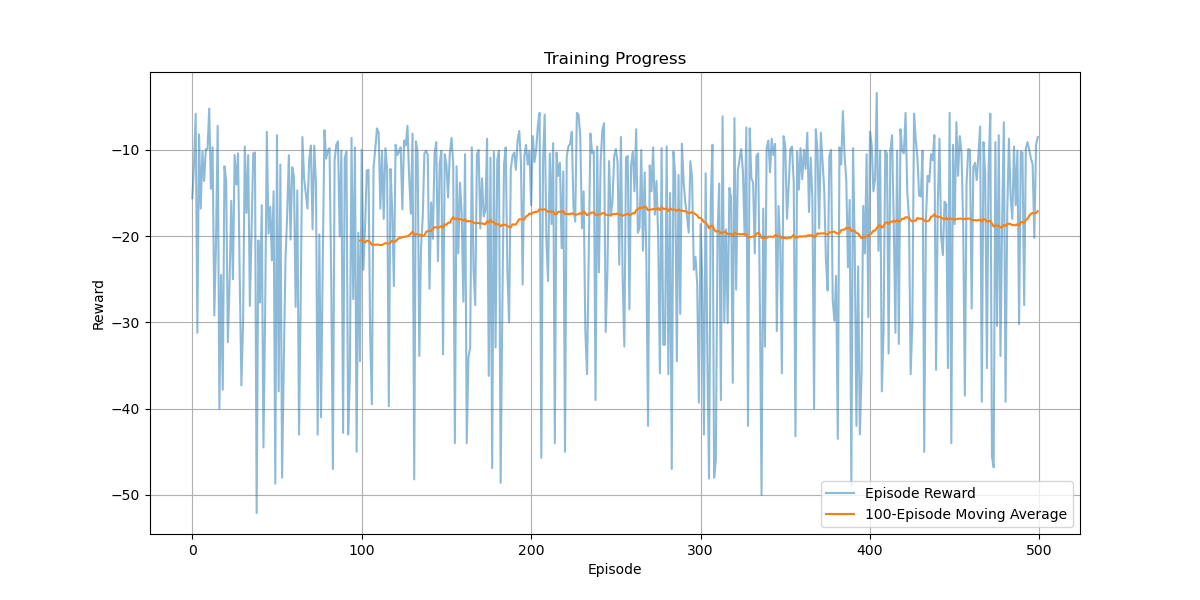 Training Progress
Reward
−10
−20
−30
−40
−50
Episode Reward
100-Episode Moving Average
0
100
200
300
400
500
Episode